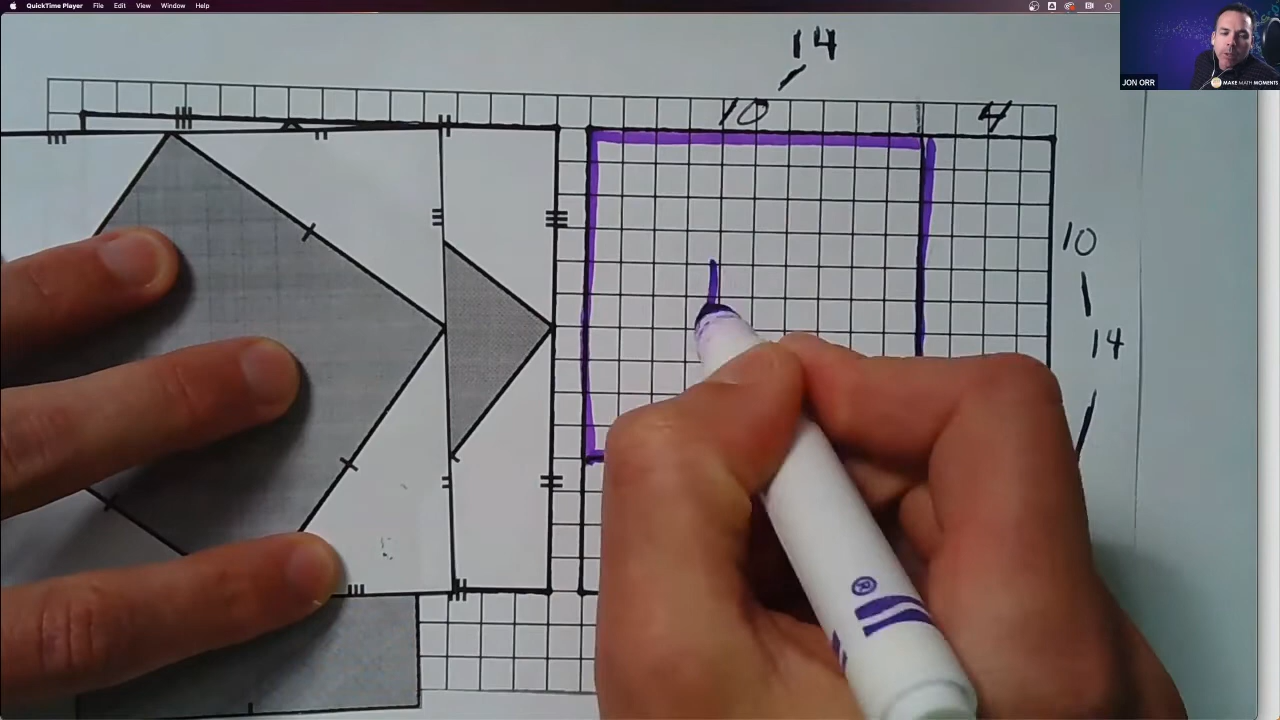 QuickTime Player File Edit View Window Help
JON ORR
MAKE MATH MOMENTS
14
10 4
10
14
®